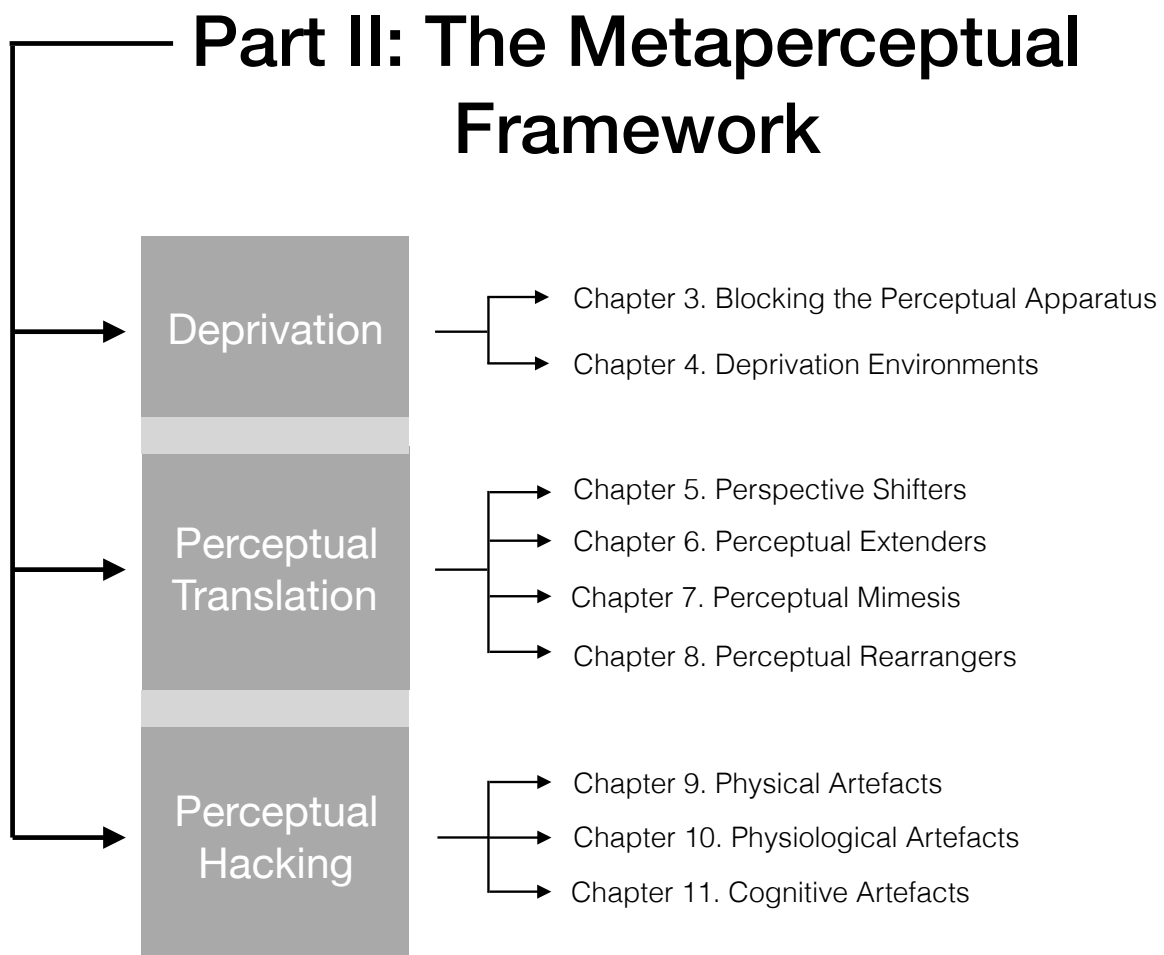 Part II: The Metaperceptual
Framework
Deprivation
Chapter 3. Blocking the Perceptual Apparatus
Chapter 4. Deprivation Environments
Perceptual
Translation
Chapter 5. Perspective Shifters
Chapter 6. Perceptual Extenders
Chapter 7. Perceptual Mimesis
Chapter 8. Perceptual Rearrangers
Perceptual
Hacking
Chapter 9. Physical Artefacts
Chapter 10. Physiological Artefacts
Chapter 11. Cognitive Artefacts